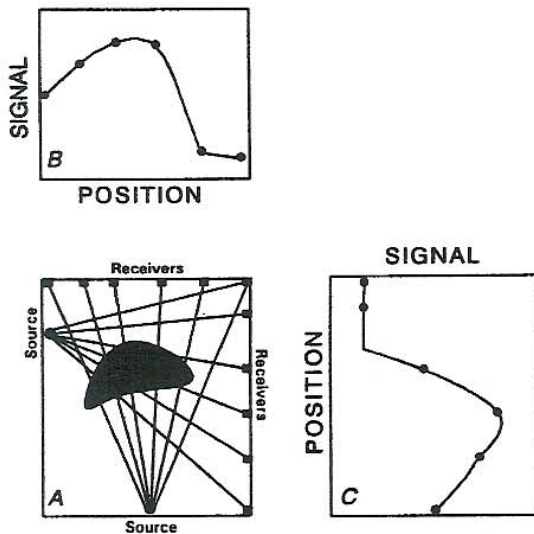 SIGNAL
B
POSITION
Receivers
Source
Receivers
A
Source
SIGNAL
POSITION
C